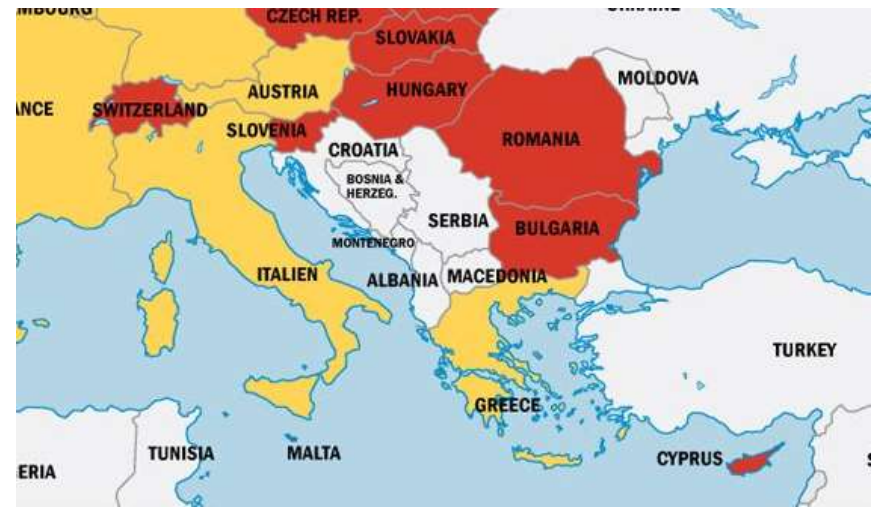 CZECH REP.
SLOVAKIA
HUNGARY
AUSTRIA
MOLDOVA
SWITZERLAND
SLOVENIA
ROMANIA
CROATIA
BOSNIA &
HERZEG.
SERBIA
BULGARIA
MONTENEGRO
ITALIEN
ALBANIA
MACEDONIA
TURKEY
GREECE
TUNISIA
MALTA
CYPRUS
ERIA
ANCE